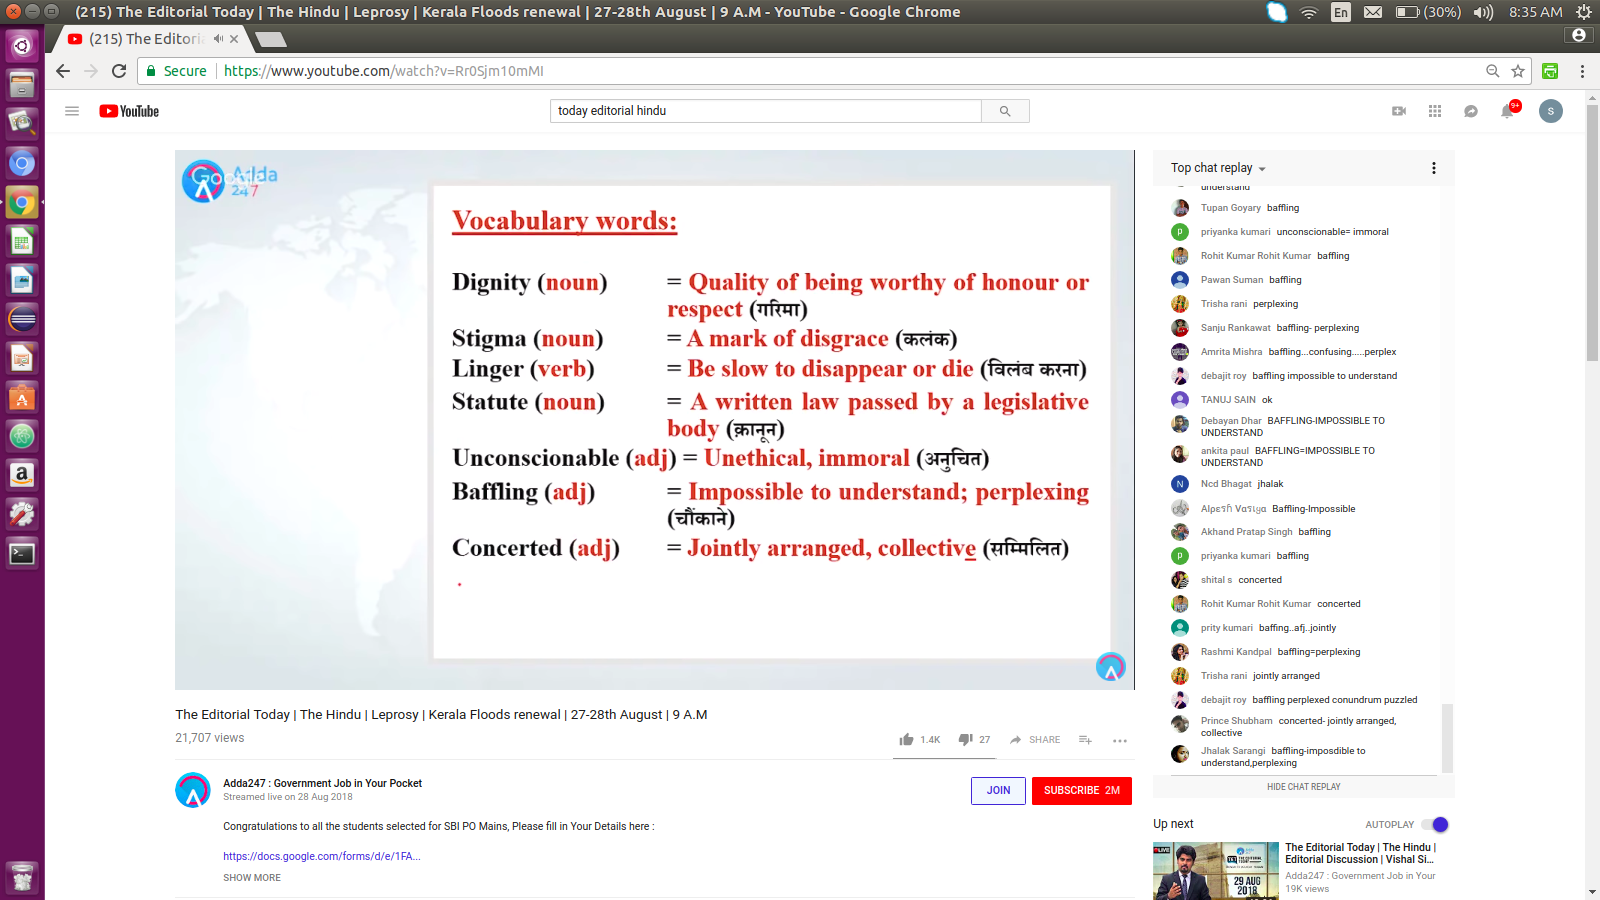 The Editorial Today | The Hindu | Leprosy | Kerala Floods renewal | 27-28th August | 9 A.M - YouTube - Google Chrome
En
(30%)
8:35 AM
(215) The Editoria
Secure
https://www.youtube.com/watch?v=Rr0Sjm10mMI
YouTube
today editorial hindu
9+
S
Google
Adda
247
Vocabulary words:
Dignity (noun) = Quality of being worthy of honour or
respect (गरिमा)
Stigma (noun) = A mark of disgrace (कलंक)
Linger (verb) = Be slow to disappear or die (विलंब करना)
Statute (noun) = A written law passed by a legislative
body (क़ानून)
Unconscionable (adj) = Unethical, immoral (अनुचित)
Baffling (adj) = Impossible to understand; perplexing
(चौंकाने)
Concerted (adj) = Jointly arranged, collective (सम्मिलित)
The Editorial Today | The Hindu | Leprosy | Kerala Floods renewal | 27-28th August | 9 A.M
21,707 views
1.4K
27
SHARE
Adda247 : Government Job in Your Pocket
Streamed live on 28 Aug 2018
JOIN
SUBSCRIBE 2M
Congratulations to all the students selected for SBI PO Mains, Please fill in Your Details here :
https://docs.google.com/forms/d/e/1FA...
SHOW MORE
Top chat replay
understand
Tupan Goyary baffling
priyanka kumari unconscionable= immoral
Rohit Kumar Rohit Kumar baffling
Pawan Suman baffling
Trisha rani perplexing
Sanju Rankawat baffling- perplexing
Amrita Mishra baffling...confusing.....perplex
debajit roy baffling impossible to understand
TANUJ SAIN ok
Debayan Dhar BAFFLING-IMPOSSIBLE TO
UNDERSTAND
ankita paul BAFFLING=IMPOSSIBLE TO
UNDERSTAND
Ncd Bhagat jhalak
Baffling-Impossible
Akhand Pratap Singh baffling
priyanka kumari baffling
shital s concerted
Rohit Kumar Rohit Kumar concerted
prity kumari baffing..afj..jointly
Rashmi Kandpal baffling=perplexing
Trisha rani jointly arranged
debajit roy baffling perplexed conundrum puzzled
Prince Shubham concerted- jointly arranged,
collective
Jhalak Sarangi baffling-imposdible to
understand,perplexing
HIDE CHAT REPLAY
Up next
AUTOPLAY
LIVE
29 AUG
2018
The Editorial Today | The Hindu |
Editorial Discussion | Vishal Si...
Adda247 : Government Job in Your
19K views